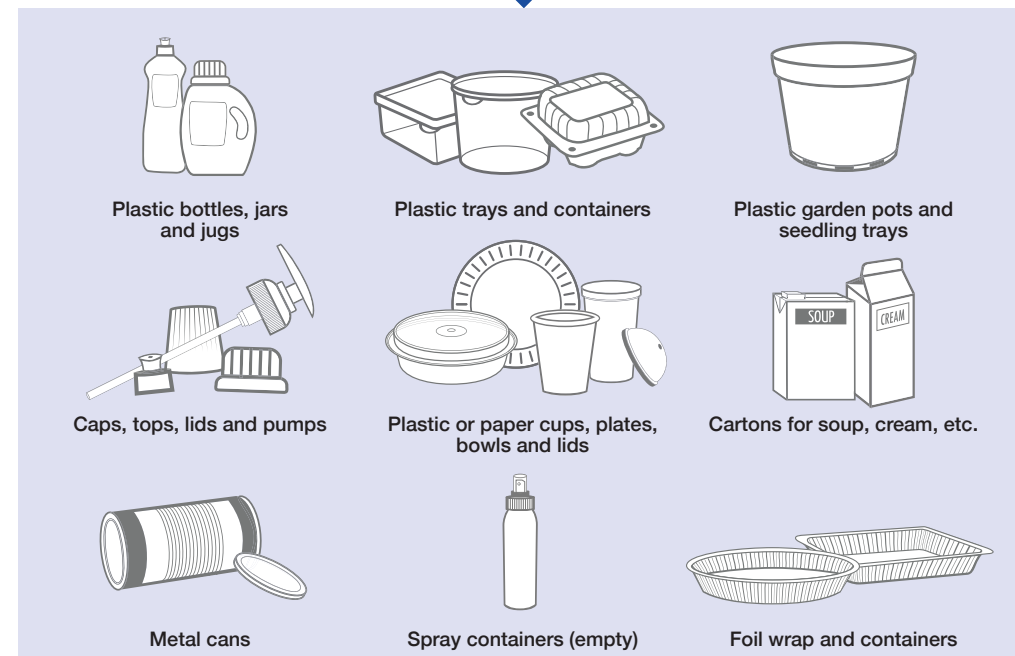 Plastic bottles, jars
and jugs
Plastic trays and containers
Plastic garden pots and
seedling trays
SOUP
CREAM
Caps, tops, lids and pumps
Plastic or paper cups, plates,
bowls and lids
Cartons for soup, cream, etc.
Metal cans
Spray containers (empty)
Foil wrap and containers